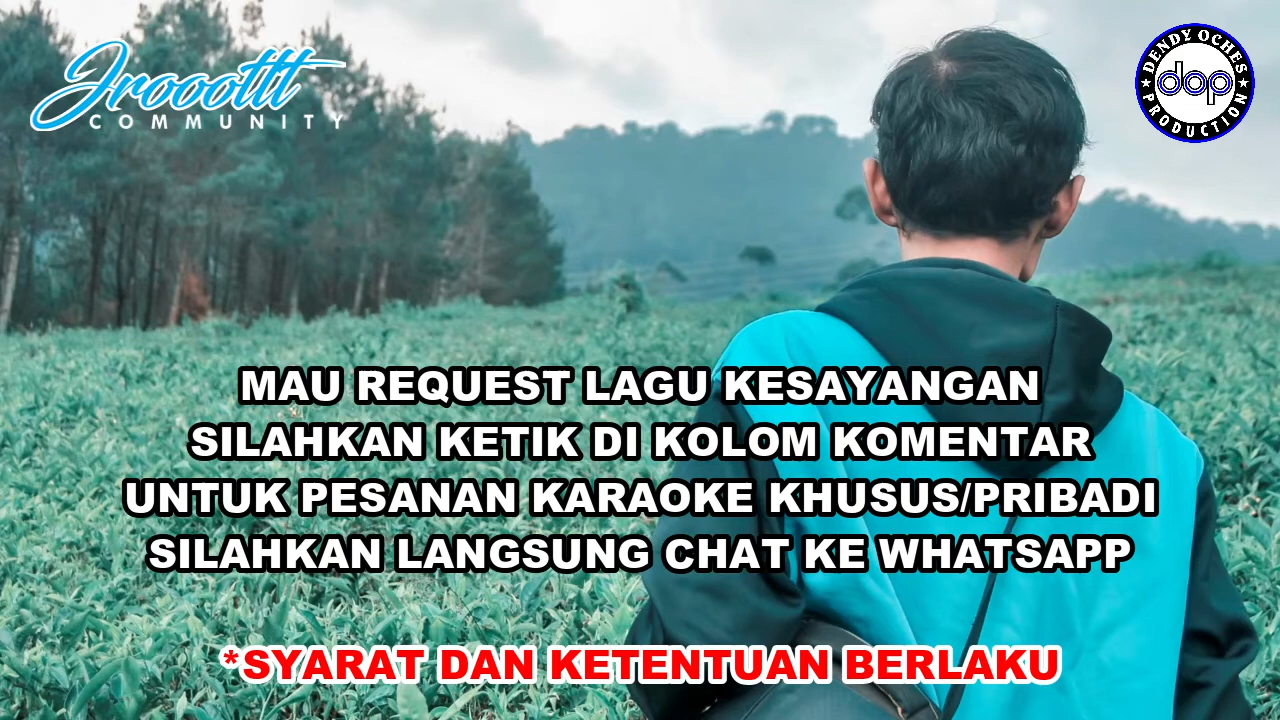 Jrooottt
COMMUNITY
DENDY OCHES
dop
PRODUCTION
MAU REQUEST LAGU KESAYANGAN
SILAHKAN KETIK DI KOLOM KOMENTAR
UNTUK PESANAN KARAOKE KHUSUS/PRIBADI
SILAHKAN LANGSUNG CHAT KE WHATSAPP
*SYARAT DAN KETENTUAN BERLAKU